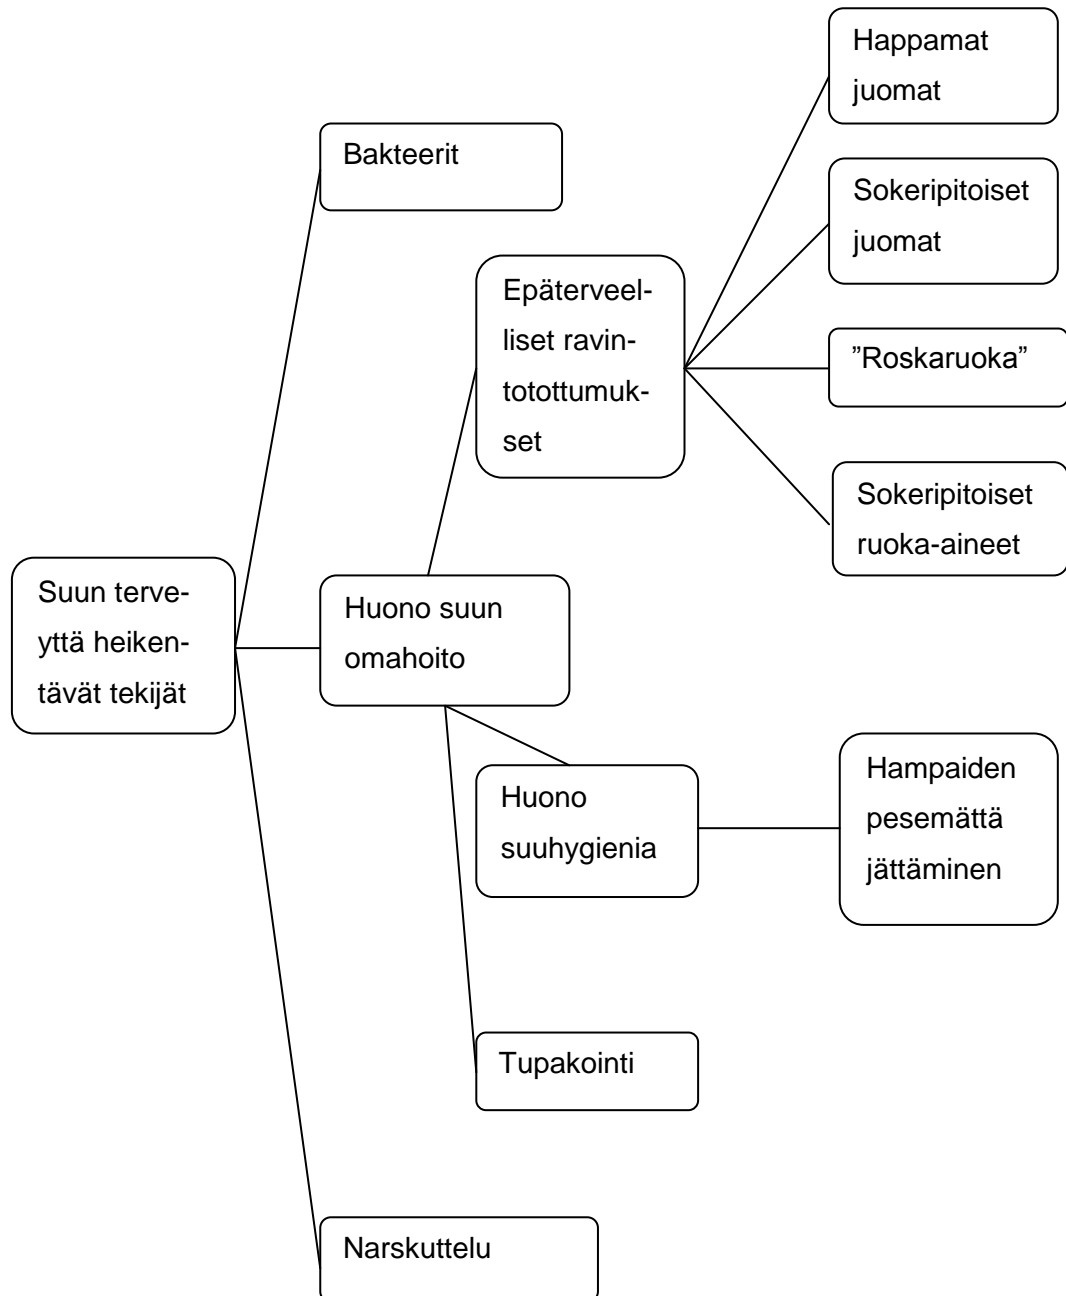 Happamat
juomat
Bakteerit
Sokeripitoiset
juomat
Epäterveel-
liset ravin-
totottumuk-
set
”Roskaruoka”
Sokeripitoiset
ruoka-aineet
Suun terve-
yttä heiken-
tävät tekijät
Huono suun
omahoito
Huono
suuhygienia
Hampaiden
pesemättä
jättäminen
Tupakointi
Narskuttelu